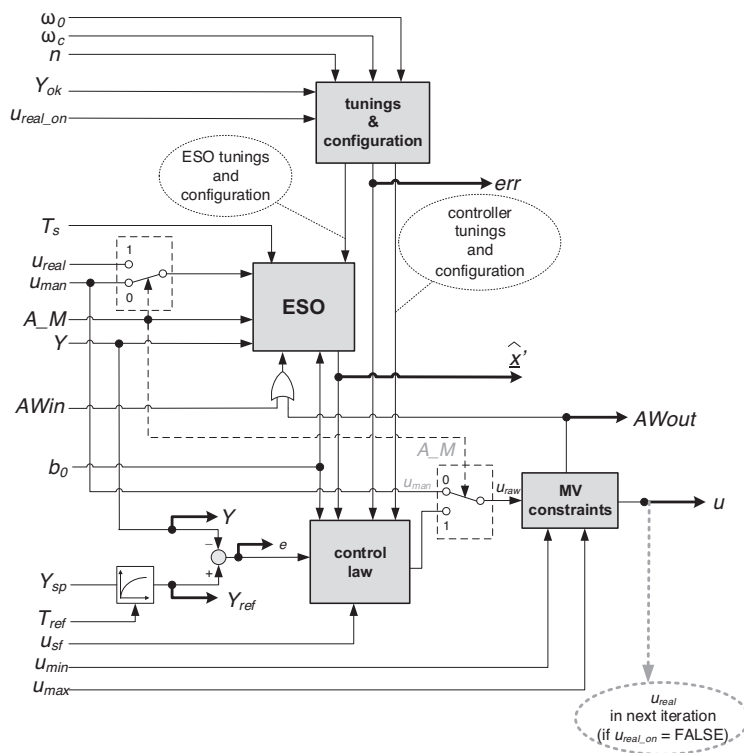 ω0
ωc
n
Yok
ureal_on
tunings
&
configuration
ESO tunings
and
configuration
err
controller
tunings
and
configuration
Ts
1
ureal
uman
0
ESO
A_M
Y
x̂'
AWin
AWout
A_M
b0
uman
0
uraw
1
MV
constraints
u
Y
−
e
+
control
law
Ysp
Yref
Tref
usf
umin
umax
ureal
in next iteration
(if ureal_on = FALSE)